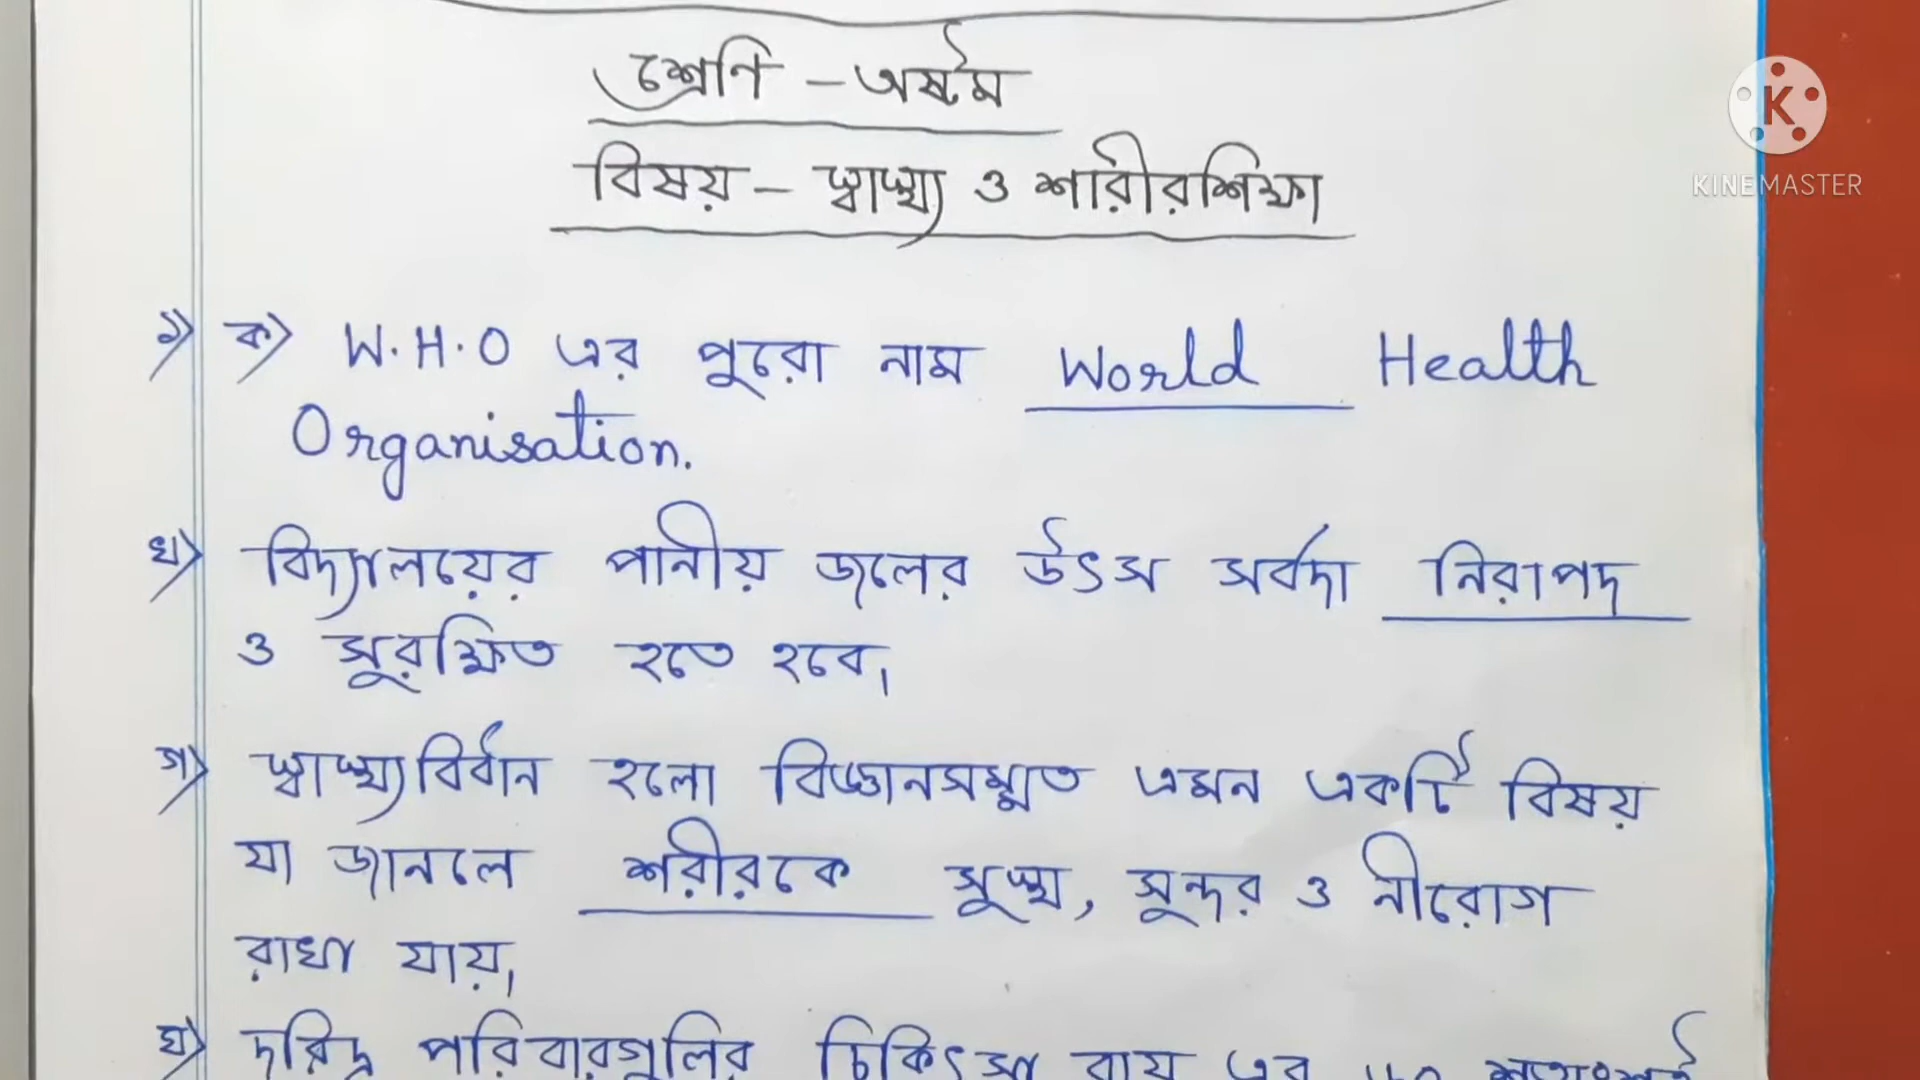 শ্রেণি - অষ্টম
বিষয় - স্বাস্থ্য ও শারীরশিক্ষা
KINEMASTER
১) ক) W.H.O এর পুরো নাম World Health
Organisation.
খ) বিদ্যালয়ের পানীয় জলের উৎস সর্বদা নিরাপদ
ও সুরক্ষিত হতে হবে।
গ) স্বাস্থ্যবিধান হলো বিজ্ঞানসম্মত এমন একটি বিষয়
যা জানলে শরীরকে সুস্থ, সুন্দর ও নীরোগ
রাখা যায়।
ঘ) দরিদ্র পরিবারগুলির চিকিৎসা ব্যয় এর